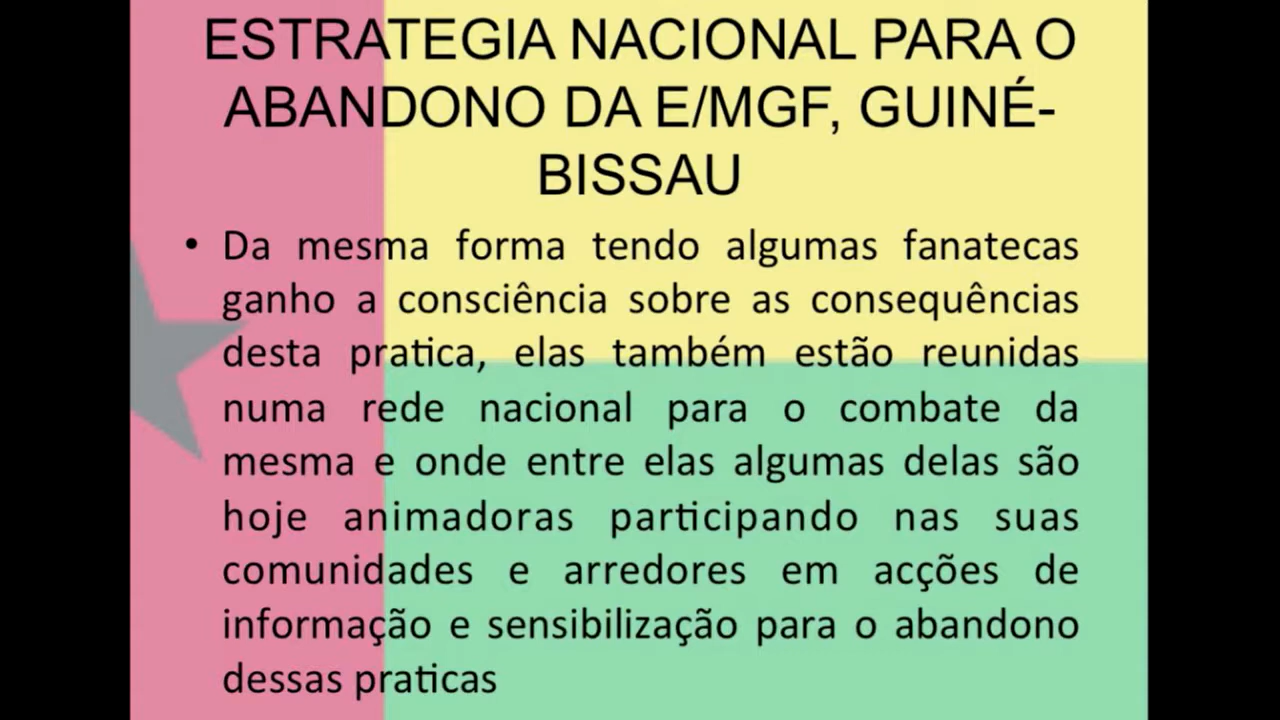 ESTRATEGIA NACIONAL PARA O
ABANDONO DA E/MGF, GUINÉ-
BISSAU
• Da mesma forma tendo algumas fanatecas
ganho a consciência sobre as consequências
desta pratica, elas também estão reunidas
numa rede nacional para o combate da
mesma e onde entre elas algumas delas são
hoje animadoras participando nas suas
comunidades e arredores em acções de
informação e sensibilização para o abandono
dessas praticas